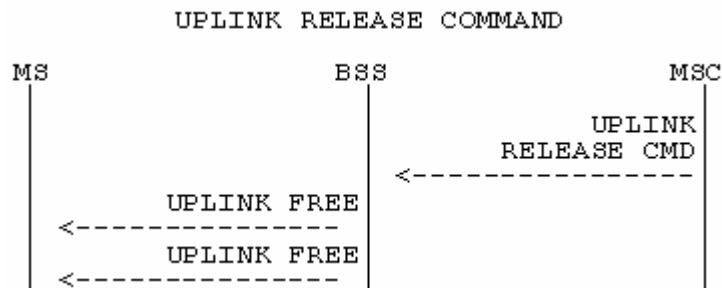 UPLINK RELEASE COMMAND
MS BSS MSC
UPLINK
RELEASE CMD
UPLINK FREE
UPLINK FREE